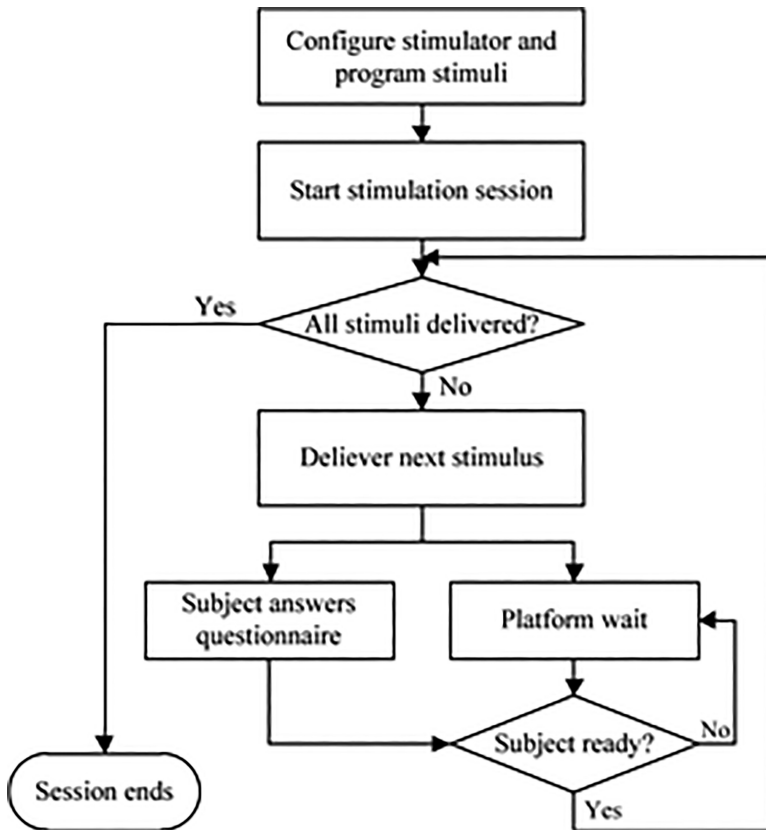 Configure stimulator and
program stimuli
Start stimulation session
Yes
All stimuli delivered?
No
Deliever next stimulus
Subject answers
questionnaire
Platform wait
Subject ready?
No
Session ends
Yes